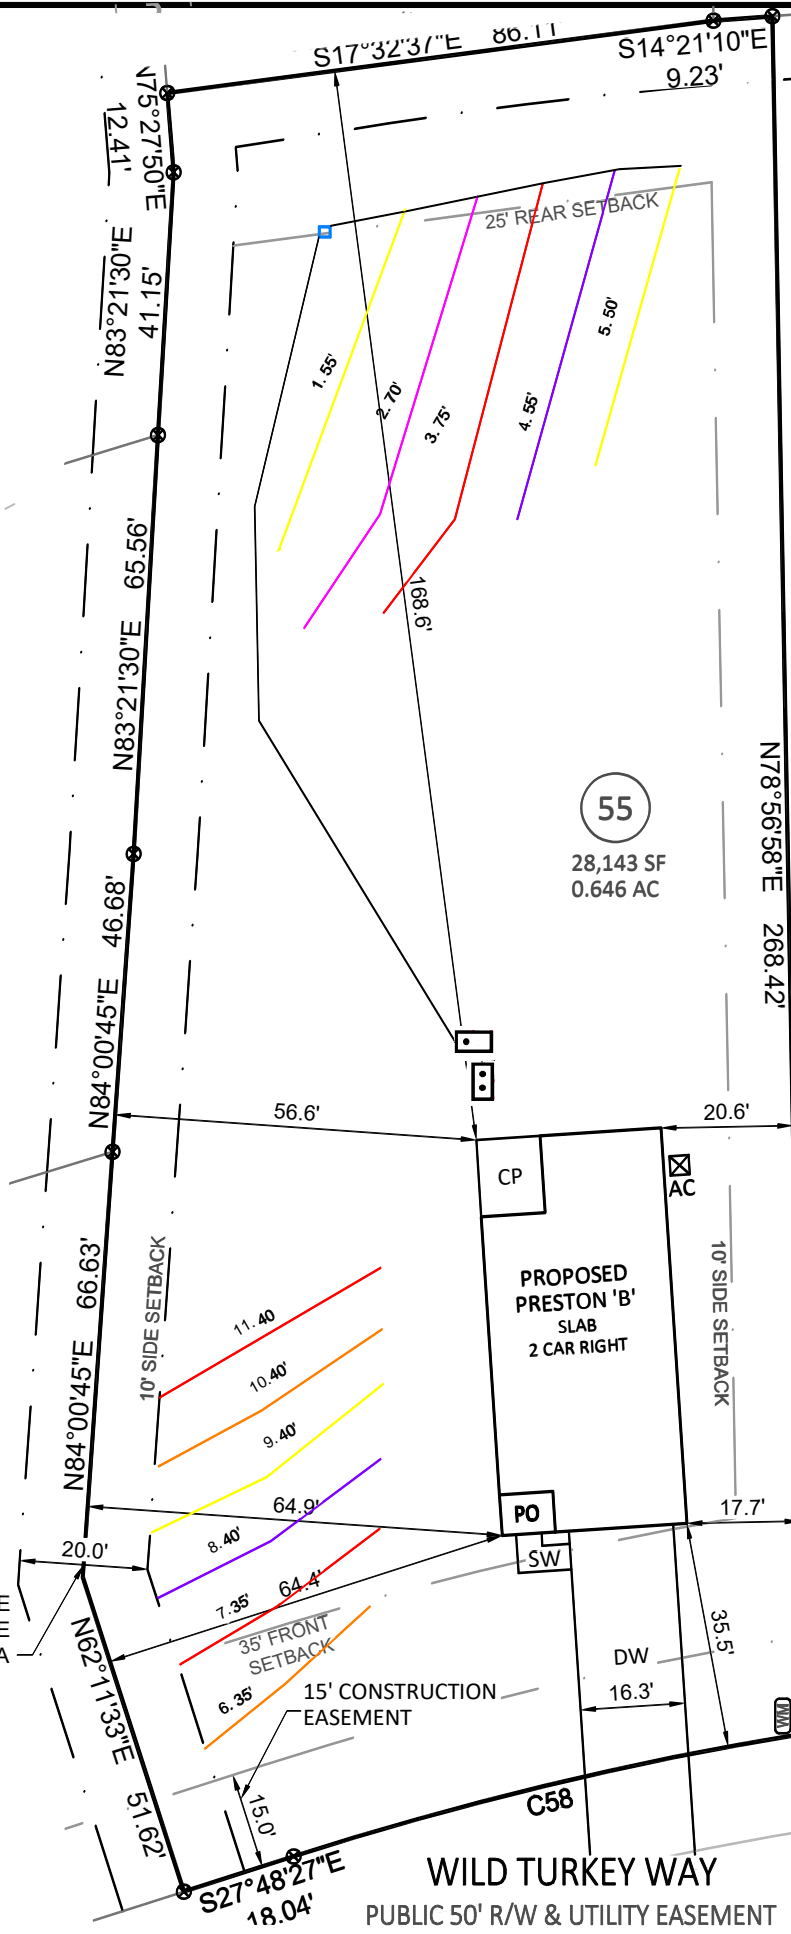 S17°32'37"E 86.11'
S14°21'10"E
9.23'
N75°27'50"E
12.41'
N83°21'30"E
41.15'
25' REAR SETBACK
1. 55'
2. 70'
3. 75'
4. 55'
5. 50'
168.6'
N83°21'30"E 65.56'
55
28,143 SF
0.646 AC
N78°56'58"E 268.42'
N84°00'45"E 46.68'
56.6'
20.6'
CP
AC
PROPOSED
PRESTON 'B'
SLAB
2 CAR RIGHT
10' SIDE SETBACK
10' SIDE SETBACK
N84°00'45"E 66.63'
11. 40
10.40'
9. 40'
8. 40'
7. 35'
6. 35'
64.9'
64.4'
PO
SW
17.7'
20.0'
E
E
A
35' FRONT
SETBACK
DW
16.3'
35.5'
WM
N62°11'33"E 51.62'
15' CONSTRUCTION
EASEMENT
15.0'
C58
S27°48'27"E
18.04'
WILD TURKEY WAY
PUBLIC 50' R/W & UTILITY EASEMENT